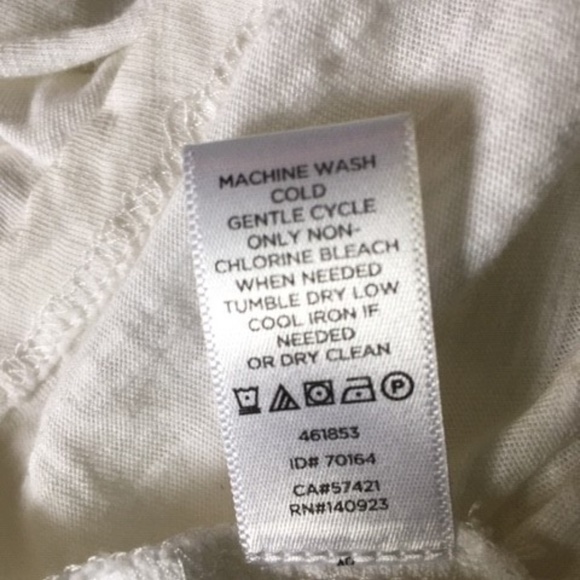 MACHINE WASH
COLD
GENTLE CYCLE
ONLY NON-
CHLORINE BLEACH
WHEN NEEDED
TUMBLE DRY LOW
COOL IRON IF
NEEDED
OR DRY CLEAN
P
461853
ID# 70164
CA#57421
RN#140923